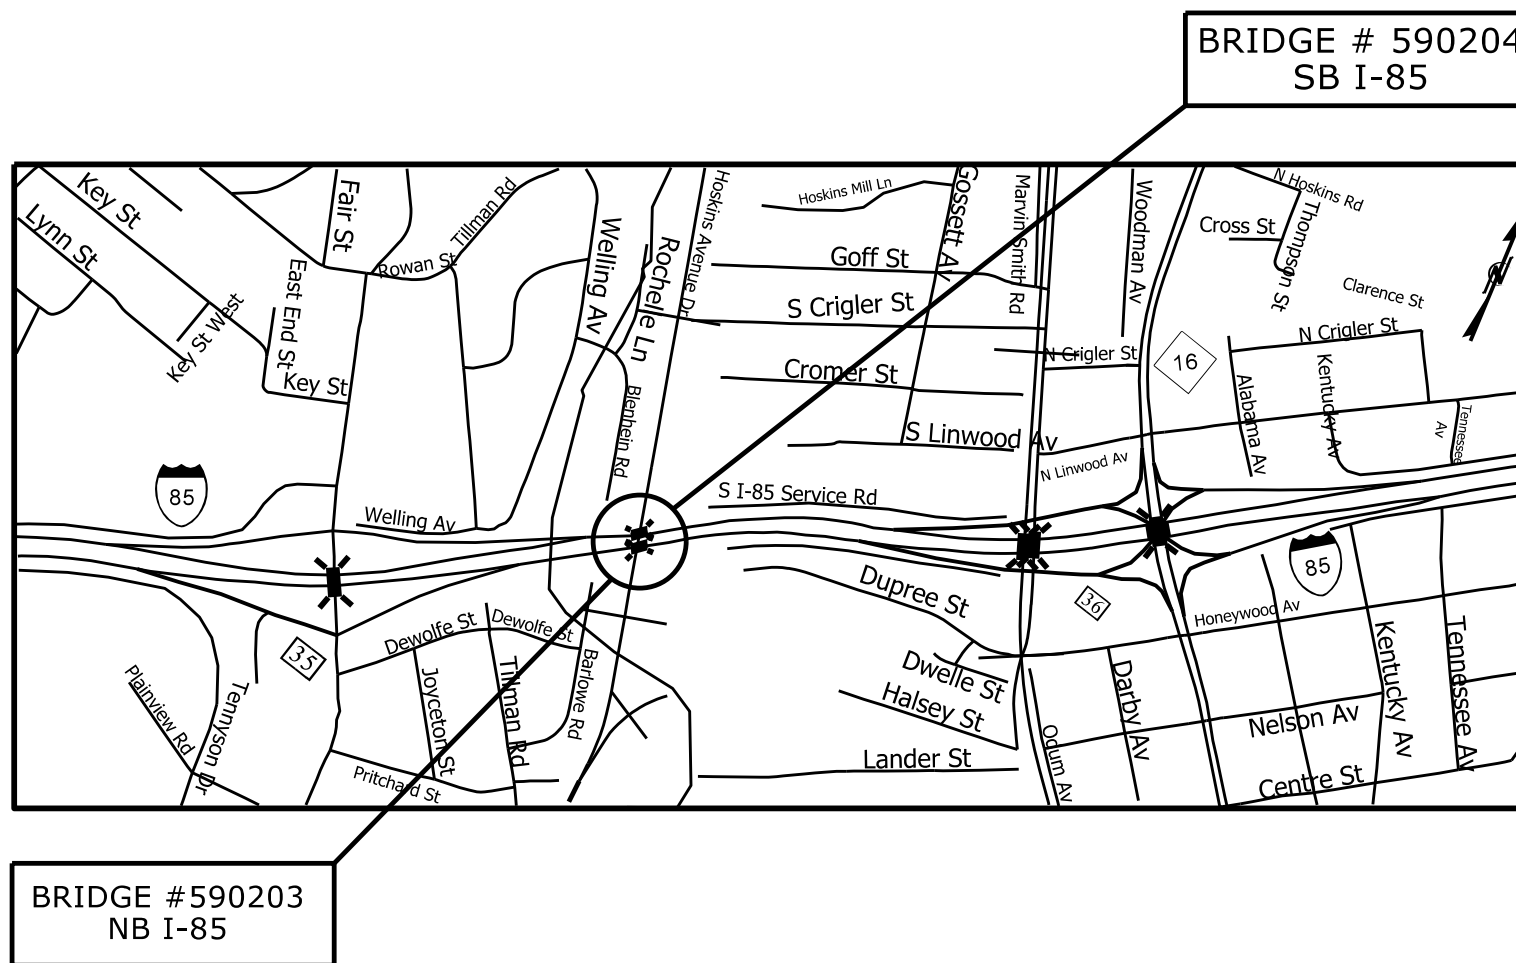 BRIDGE # 590204
SB I-85
Key St
Lynn St
Fair St
Tillman Rd
Rowan St
East End St
Key St West
Key St
Welling Av
Rochelle Ln
Hoskins Avenue Dr
Blenhein Rd
Hoskins Mill Ln
Gossett Av
Marvin Smith Rd
Goff St
S Crigler St
Cromer St
S Linwood Av
N Linwood Av
N Crigler St
Woodman Av
N Hoskins Rd
Cross St
Thompson St
Clarence St
N
16
N Crigler St
Alabama Av
Kentucky Av
Tennessee
Av
85
Welling Av
S I-85 Service Rd
85
35
36
Dewolfe St
Dewolfe St
Plainview Rd
Tennyson Dr
Joyceton St
Tillman Rd
Barlowe Rd
Pritchard St
Dupree St
Dwelle St
Halsey St
Lander St
Odum Av
Darby Av
Honeywood Av
Nelson Av
Centre St
Kentucky Av
Tennessee Av
BRIDGE #590203
NB I-85